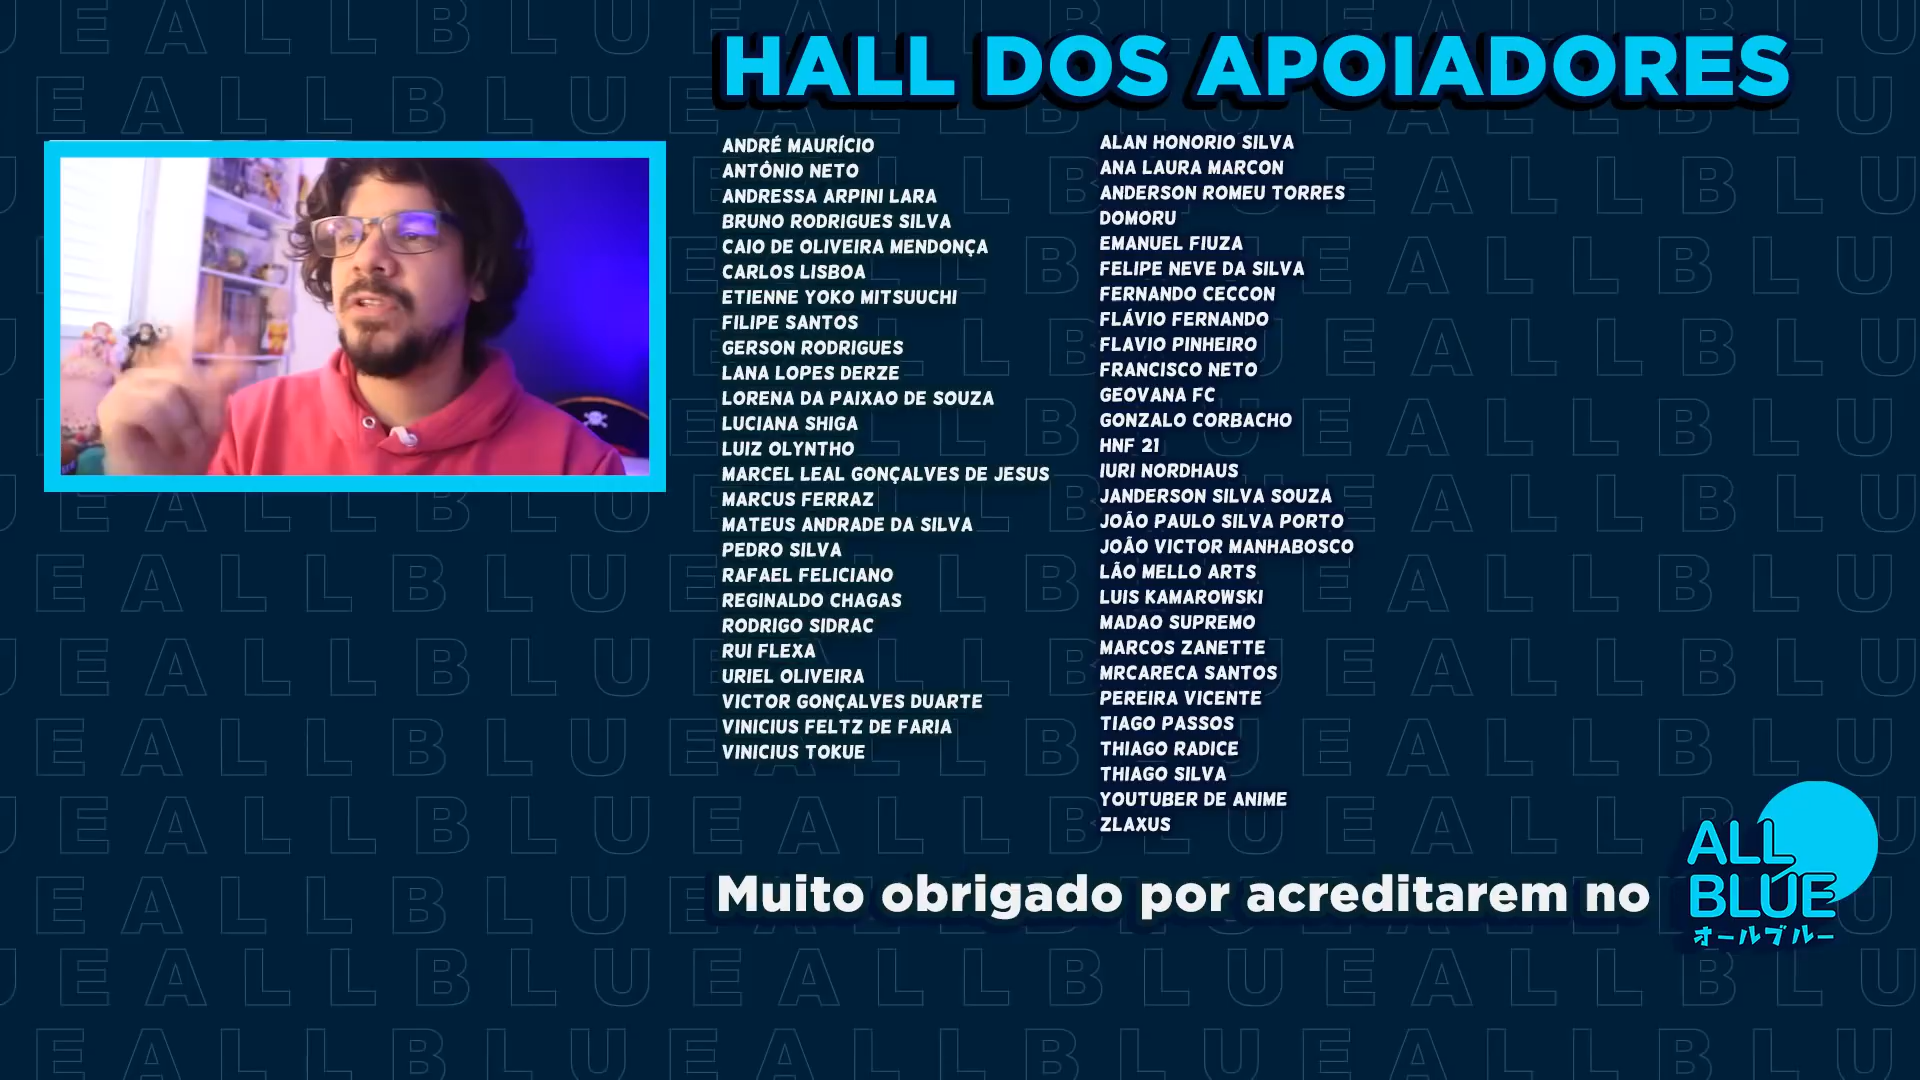 HALL DOS APOIADORES
ANDRÉ MAURÍCIO
ANTÔNIO NETO
ANDRESSA ARPINI LARA
BRUNO RODRIGUES SILVA
CAIO DE OLIVEIRA MENDONÇA
CARLOS LISBOA
ETIENNE YOKO MITSUUCHI
FILIPE SANTOS
GERSON RODRIGUES
LANA LOPES DERZE
LORENA DA PAIXAO DE SOUZA
LUCIANA SHIGA
LUIZ OLYNTHO
MARCEL LEAL GONÇALVES DE JESUS
MARCUS FERRAZ
MATEUS ANDRADE DA SILVA
PEDRO SILVA
RAFAEL FELICIANO
REGINALDO CHAGAS
RODRIGO SIDRAC
RUI FLEXA
URIEL OLIVEIRA
VICTOR GONÇALVES DUARTE
VINICIUS FELTZ DE FARIA
VINICIUS TOKUE
ALAN HONORIO SILVA
ANA LAURA MARCON
ANDERSON ROMEU TORRES
DOMORU
EMANUEL FIUZA
FELIPE NEVE DA SILVA
FERNANDO CECCON
FLÁVIO FERNANDO
FLAVIO PINHEIRO
FRANCISCO NETO
GEOVANA FC
GONZALO CORBACHO
HNF 21
IURI NORDHAUS
JANDERSON SILVA SOUZA
JOÃO PAULO SILVA PORTO
JOÃO VICTOR MANHABOSCO
LÃO MELLO ARTS
LUIS KAMAROWSKI
MADAO SUPREMO
MARCOS ZANETTE
MRCARECA SANTOS
PEREIRA VICENTE
TIAGO PASSOS
THIAGO RADICE
THIAGO SILVA
YOUTUBER DE ANIME
ZLAXUS
Muito obrigado por acreditarem no
ALL
BLUE
オールブルー